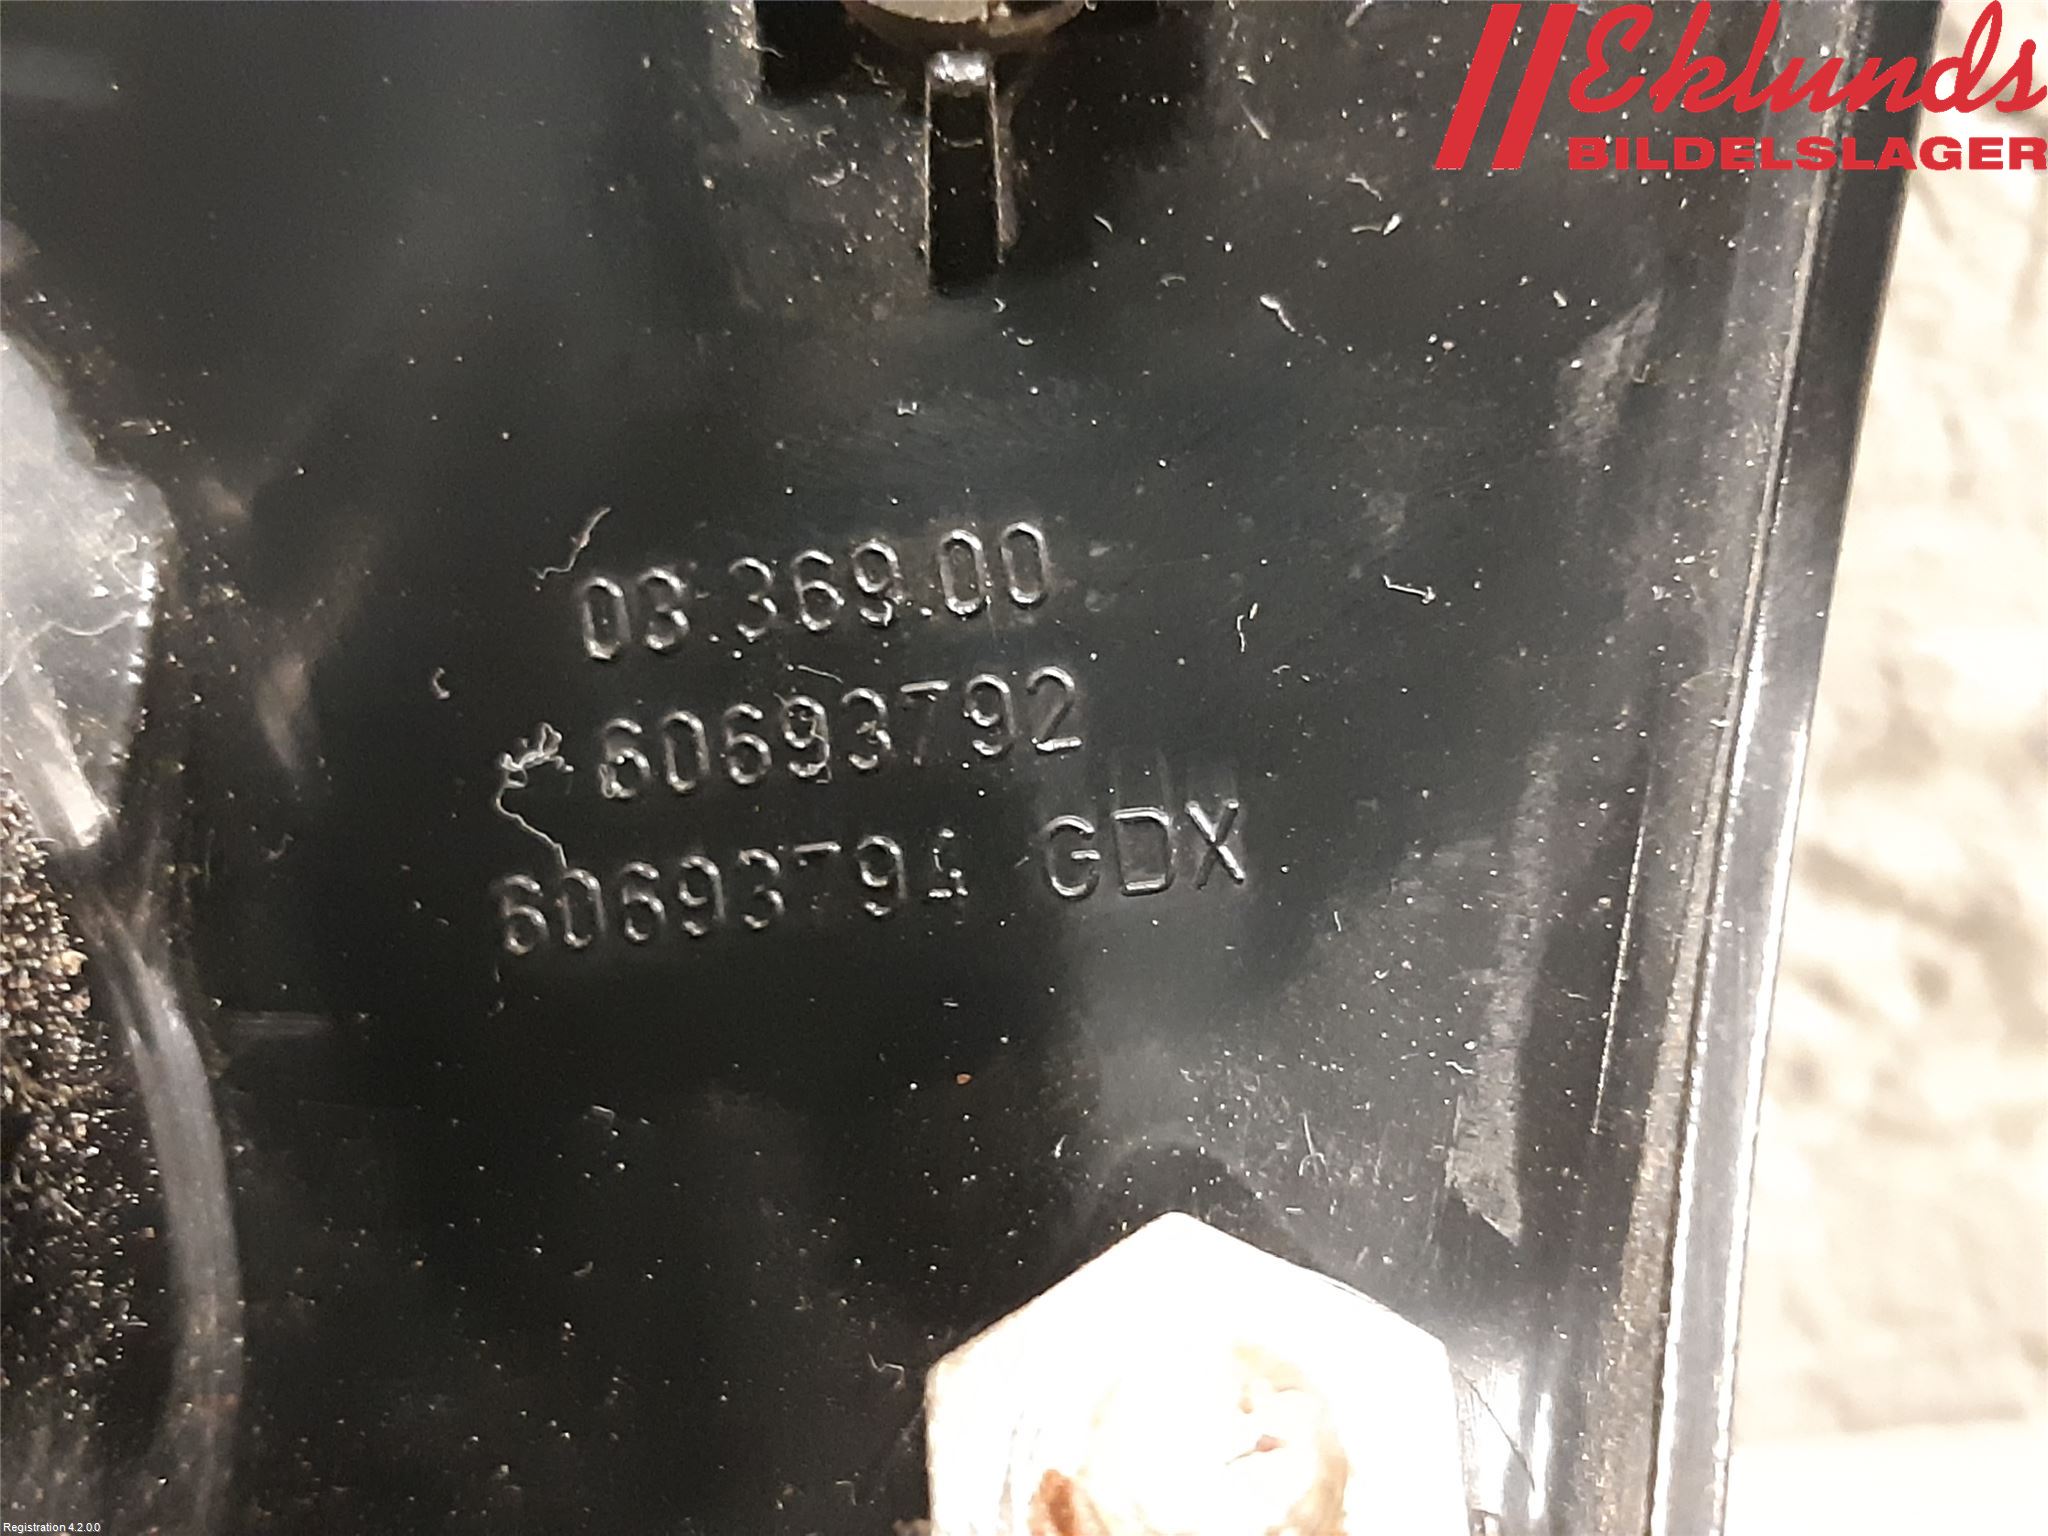 Eklunds
BILDELSLAGER
03.369.00
60693792
60693794 GDX
Registration 4.2.0.0